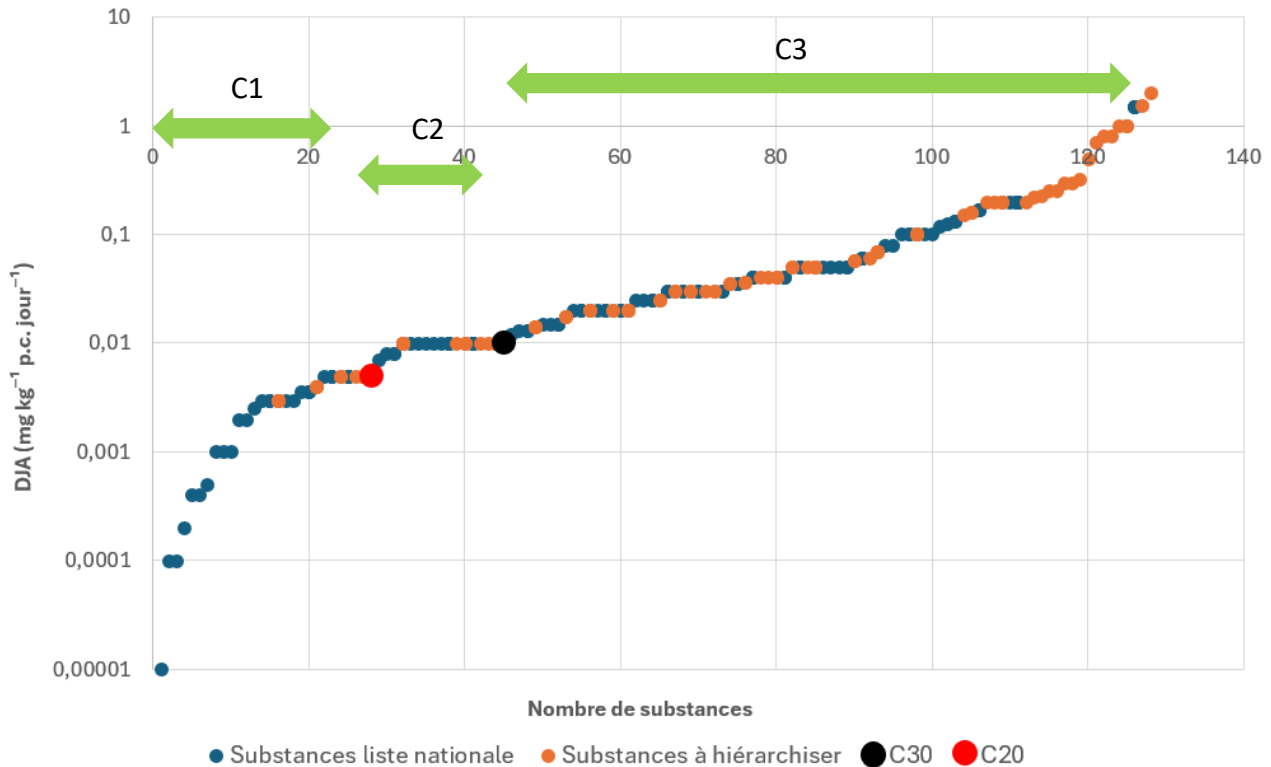 10
C3
C1
C2
1
0 20 40 60 80 100 120 140
0,1
0,01
0,001
0,0001
0,00001
DJA (mg kg⁻¹ p.c. jour⁻¹)
Nombre de substances
Substances liste nationale Substances à hiérarchiser C30 C20